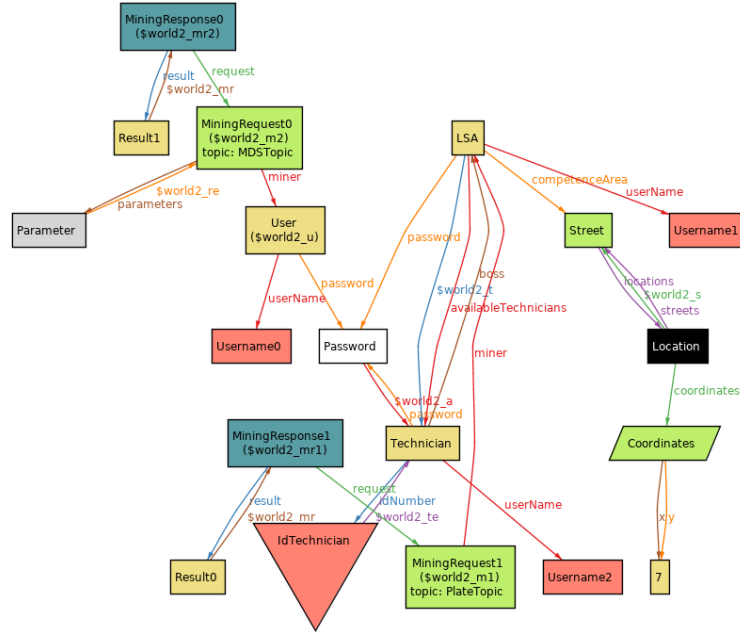 MiningResponse0
($world2_mr2)
result
request
$world2_mr
Result1
MiningRequest0
($world2_m2)
topic: MDSTopic
LSA
miner
competenceArea
userName
$world2_re
parameters
Parameter
User
($world2_u)
Street
Username1
password
boss
locations
userName
password
$world2_t
$world2_s
availableTechnicians
streets
Username0
Password
miner
Location
$world2_a
password
coordinates
MiningResponse1
($world2_mr1)
Technician
Coordinates
request
result
idNumber
userName
$world2_mr
$world2_te
x
y
IdTechnician
Result0
MiningRequest1
($world2_m1)
topic: PlateTopic
Username2
7